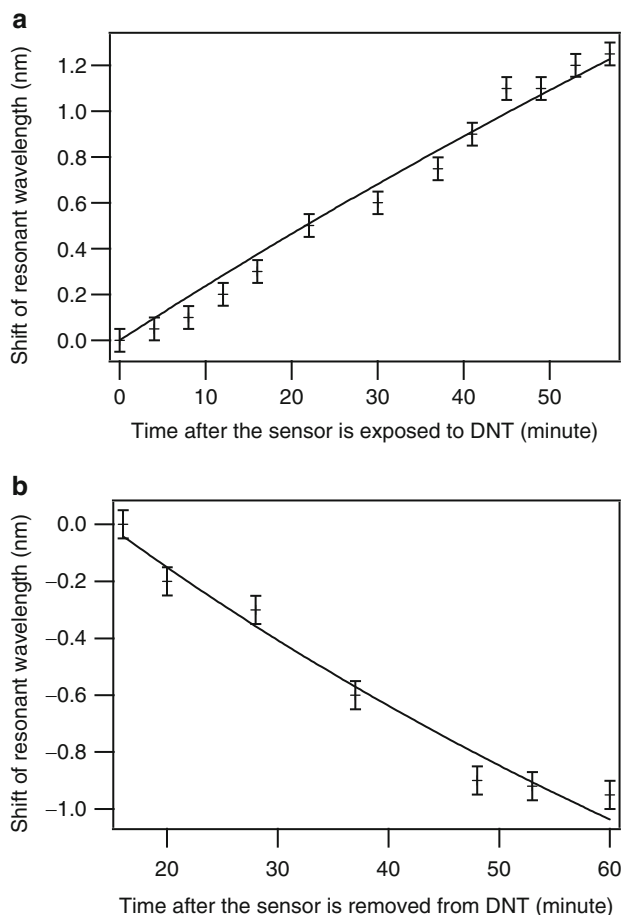 a
Shift of resonant wavelength (nm)
1.2
1.0
0.8
0.6
0.4
0.2
0.0
0 10 20 30 40 50
Time after the sensor is exposed to DNT (minute)
b
Shift of resonant wavelength (nm)
0.0
−0.2
−0.4
−0.6
−0.8
−1.0
20 30 40 50 60
Time after the sensor is removed from DNT (minute)